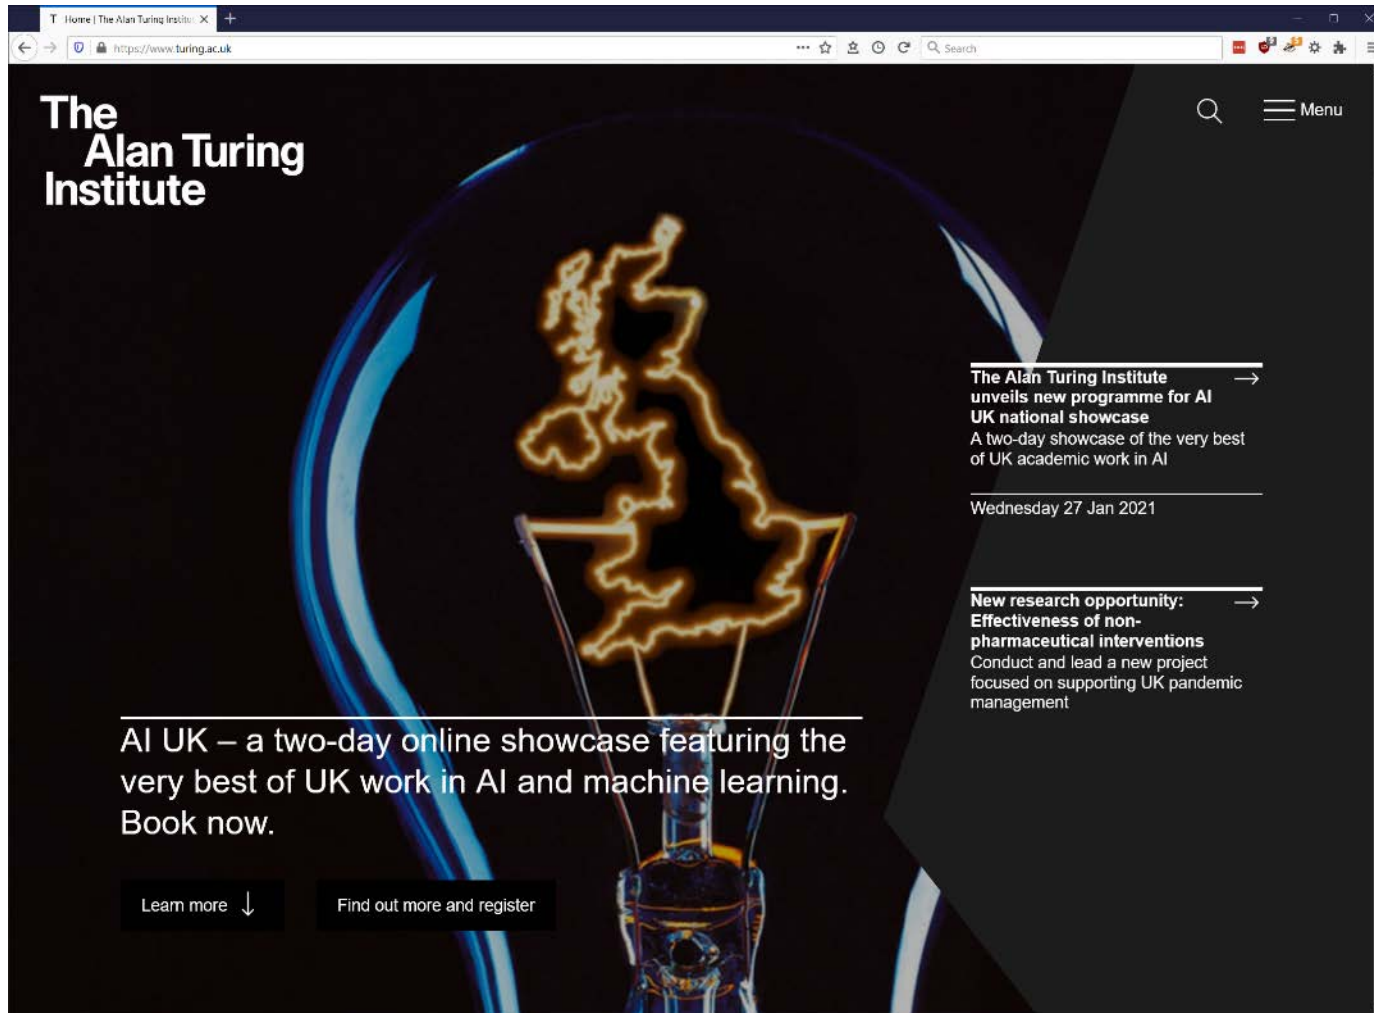 T Home | The Alan Turing Institu
https://www.turing.ac.uk
Search
The
Alan Turing
Institute
Menu
The Alan Turing Institute
unveils new programme for AI
UK national showcase
A two-day showcase of the very best
of UK academic work in AI
Wednesday 27 Jan 2021
New research opportunity:
Effectiveness of non-
pharmaceutical interventions
Conduct and lead a new project
focused on supporting UK pandemic
management
AI UK – a two-day online showcase featuring the
very best of UK work in AI and machine learning.
Book now.
Learn more
Find out more and register